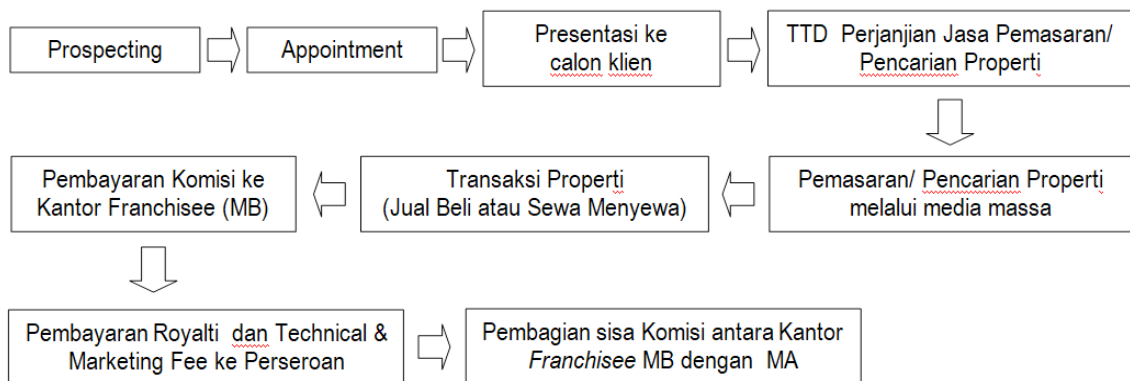 Prospecting
Appointment
Presentasi ke
calon klien
TTD Perjanjian Jasa Pemasaran/
Pencarian Properti
Pemasaran/ Pencarian Properti
melalui media massa
Transaksi Properti
(Jual Beli atau Sewa Menyewa)
Pembayaran Komisi ke
Kantor Franchisee (MB)
Pembayaran Royalti dan Technical &
Marketing Fee ke Perseroan
Pembagian sisa Komisi antara Kantor
Franchisee MB dengan MA